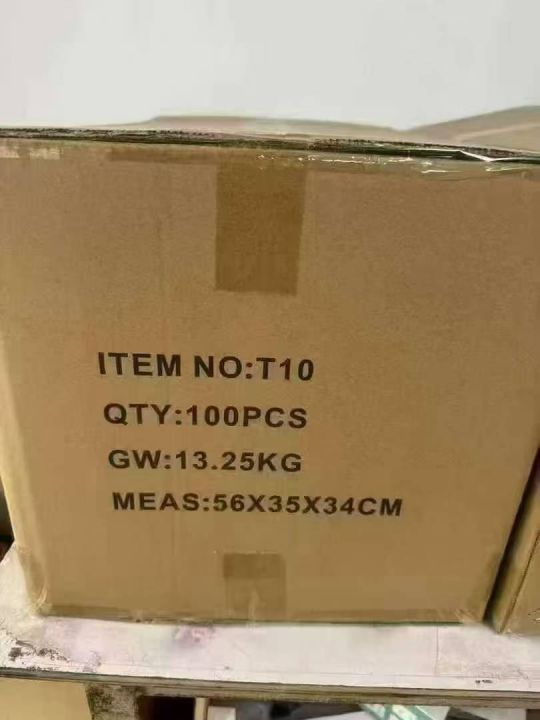 ITEM NO:T10
QTY:100PCS
GW:13.25KG
MEAS:56X35X34CM